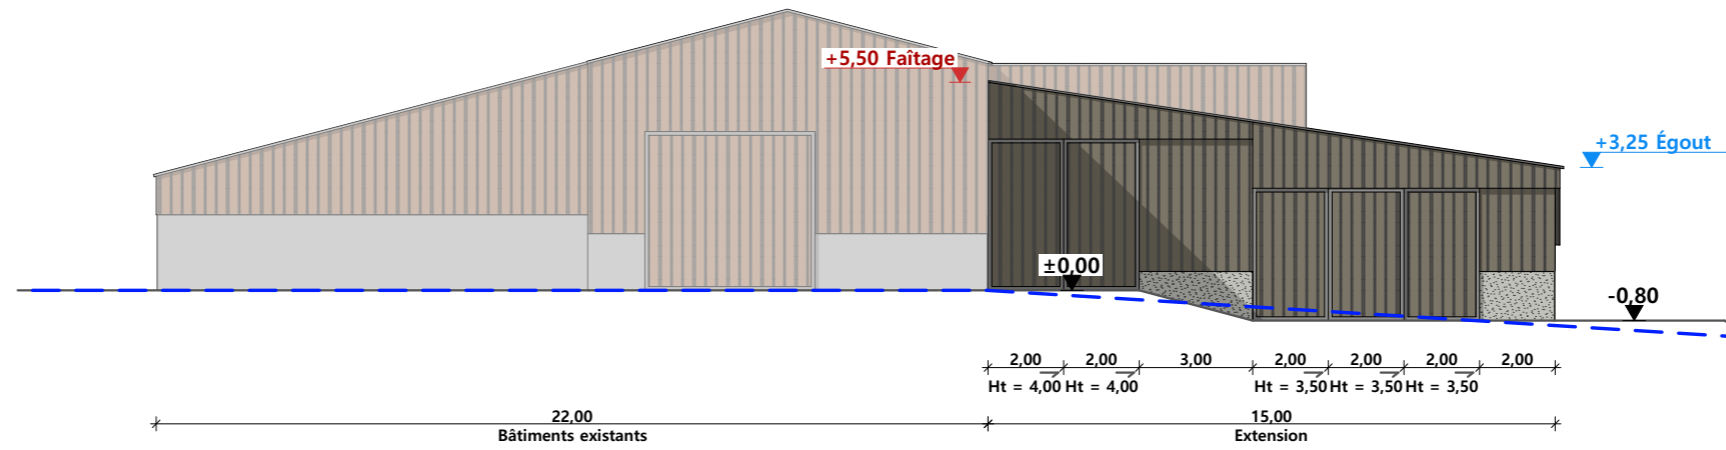 +5,50 Faîtage
+3,25 Égout
±0,00
-0,80
2,00 2,00 3,00 2,00 2,00 2,00 2,00
Ht = 4,00 Ht = 4,00 Ht = 3,50 Ht = 3,50 Ht = 3,50
22,00 15,00
Bâtiments existants Extension